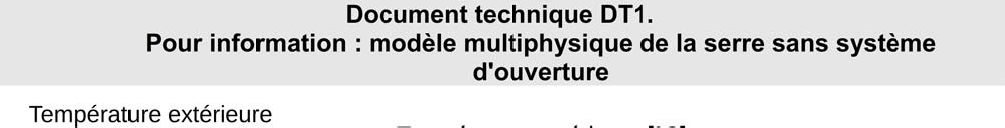 Document technique DT1.
Pour information : modèle multiphysique de la serre sans système
d'ouverture
Température extérieure